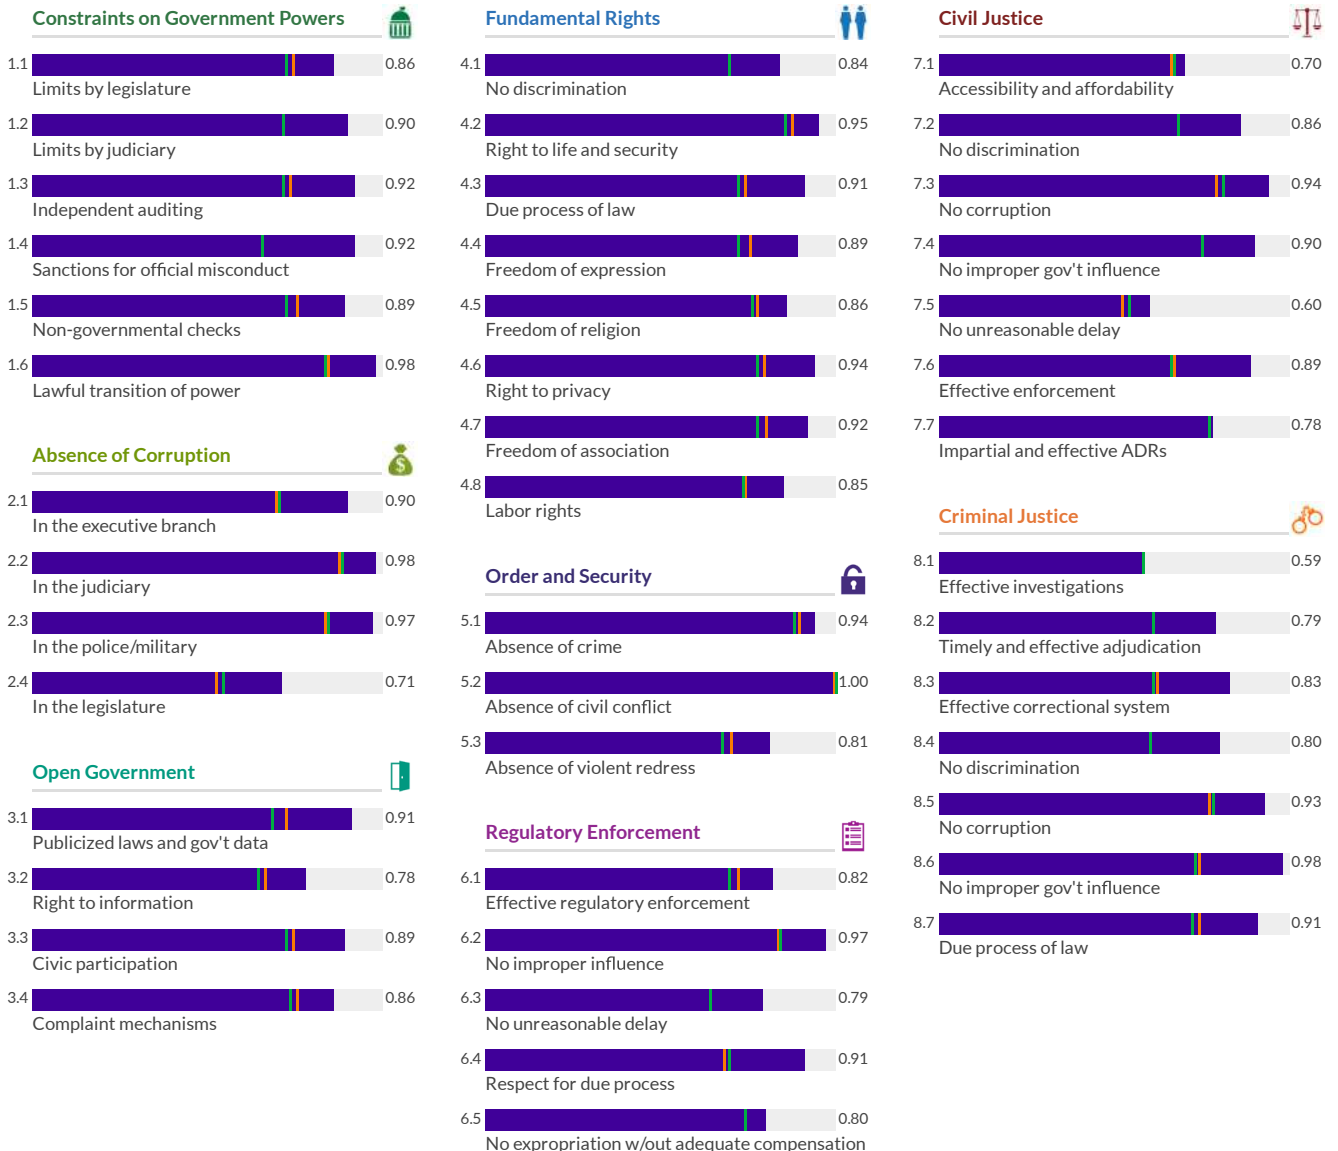 Constraints on Government Powers
1.1 0.86
Limits by legislature
1.2 0.90
Limits by judiciary
1.3 0.92
Independent auditing
1.4 0.92
Sanctions for official misconduct
1.5 0.89
Non-governmental checks
1.6 0.98
Lawful transition of power
Absence of Corruption
$
2.1 0.90
In the executive branch
2.2 0.98
In the judiciary
2.3 0.97
In the police/military
2.4 0.71
In the legislature
Open Government
3.1 0.91
Publicized laws and gov't data
3.2 0.78
Right to information
3.3 0.89
Civic participation
3.4 0.86
Complaint mechanisms
Fundamental Rights
4.1 0.84
No discrimination
4.2 0.95
Right to life and security
4.3 0.91
Due process of law
4.4 0.89
Freedom of expression
4.5 0.86
Freedom of religion
4.6 0.94
Right to privacy
4.7 0.92
Freedom of association
4.8 0.85
Labor rights
Order and Security
5.1 0.94
Absence of crime
5.2 1.00
Absence of civil conflict
5.3 0.81
Absence of violent redress
Regulatory Enforcement
6.1 0.82
Effective regulatory enforcement
6.2 0.97
No improper influence
6.3 0.79
No unreasonable delay
6.4 0.91
Respect for due process
6.5 0.80
No expropriation w/out adequate compensation
Civil Justice
7.1 0.70
Accessibility and affordability
7.2 0.86
No discrimination
7.3 0.94
No corruption
7.4 0.90
No improper gov't influence
7.5 0.60
No unreasonable delay
7.6 0.89
Effective enforcement
7.7 0.78
Impartial and effective ADRs
Criminal Justice
8.1 0.59
Effective investigations
8.2 0.79
Timely and effective adjudication
8.3 0.83
Effective correctional system
8.4 0.80
No discrimination
8.5 0.93
No corruption
8.6 0.98
No improper gov't influence
8.7 0.91
Due process of law